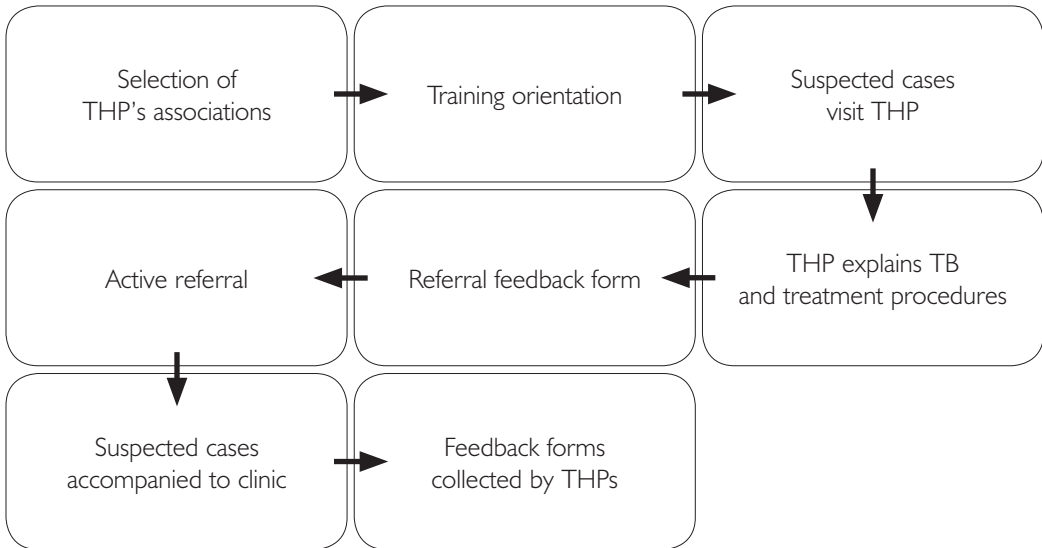 Selection of
THP's associations
Training orientation
Suspected cases
visit THP
THP explains TB
and treatment procedures
Referral feedback form
Active referral
Suspected cases
accompanied to clinic
Feedback forms
collected by THPs